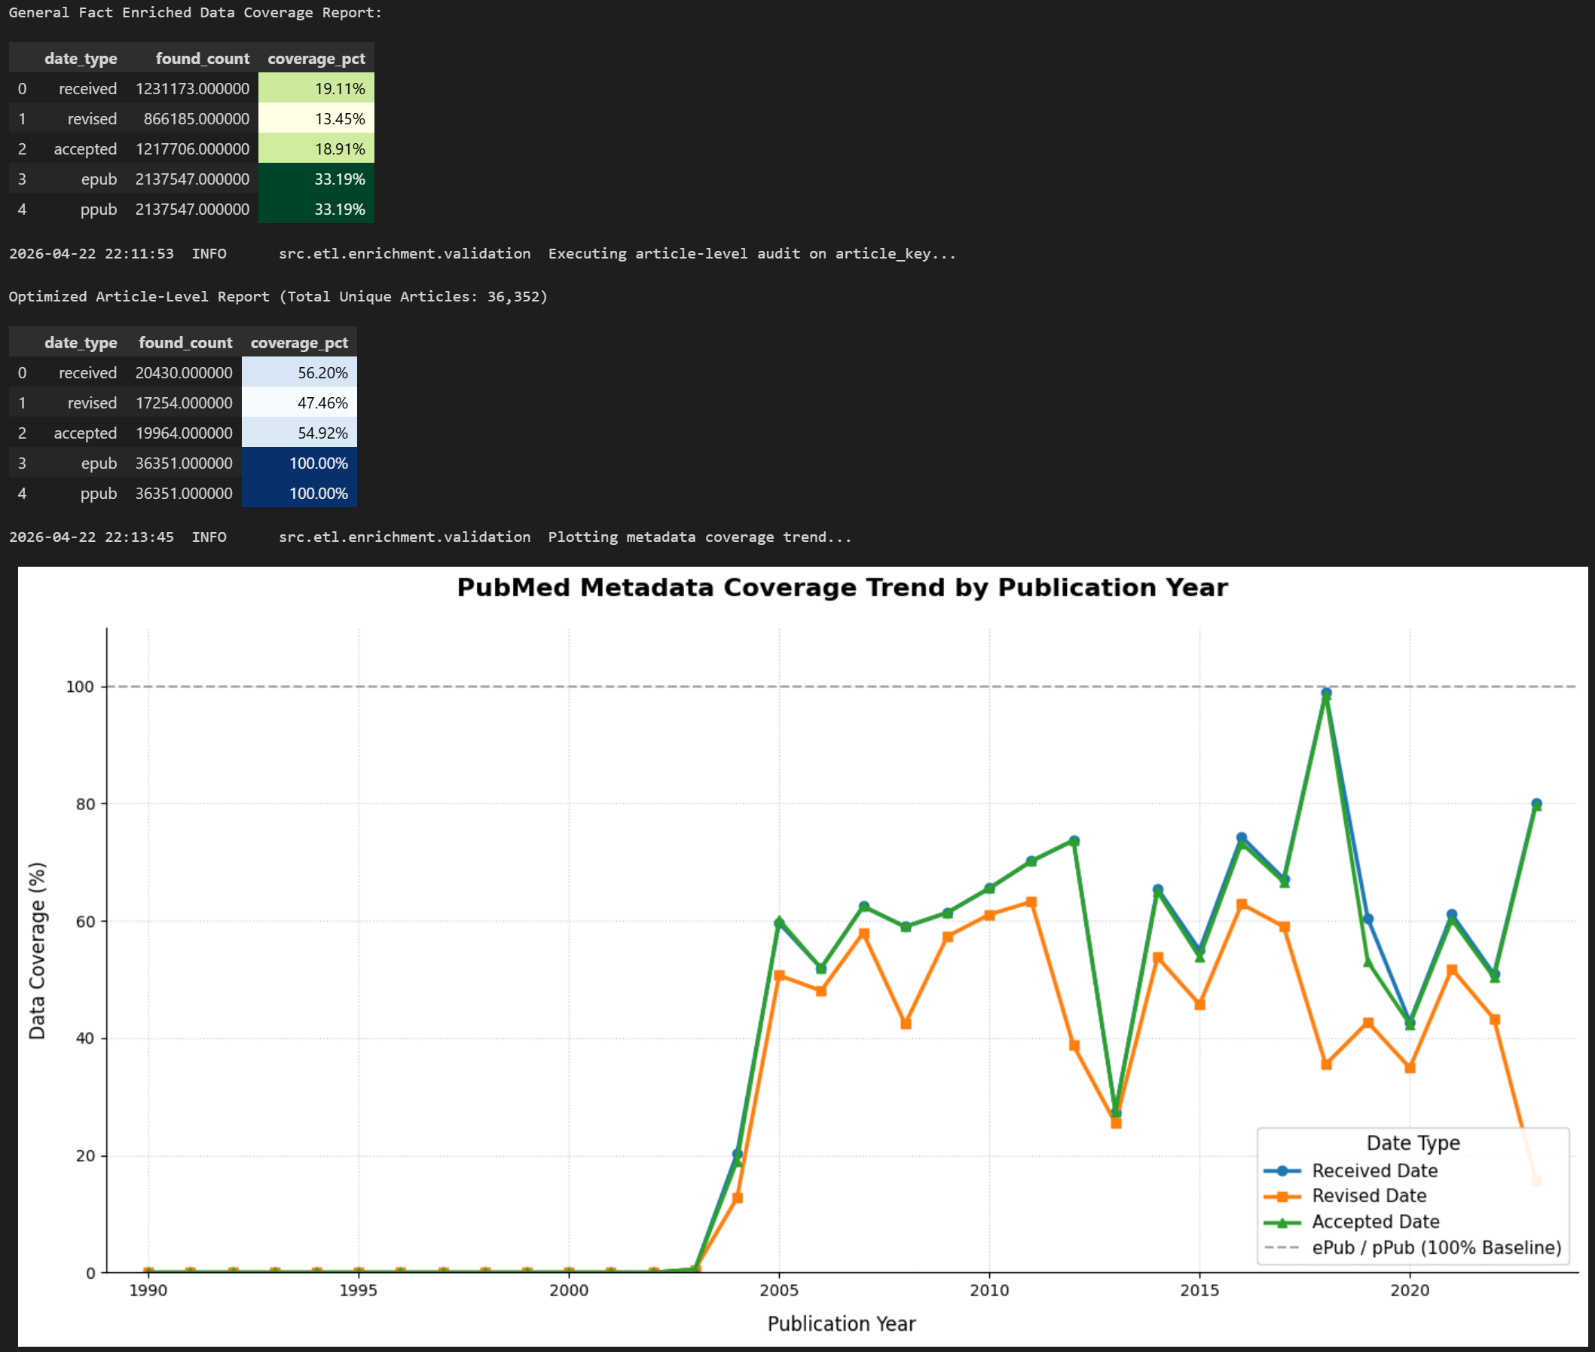 General Fact Enriched Data Coverage Report:
date_type found_count coverage_pct
0 received 1231173.000000 19.11%
1 revised 866185.000000 13.45%
2 accepted 1217706.000000 18.91%
3 epub 2137547.000000 33.19%
4 ppub 2137547.000000 33.19%
2026-04-22 22:11:53 INFO src.etl.enrichment.validation Executing article-level audit on article_key...
Optimized Article-Level Report (Total Unique Articles: 36,352)
date_type found_count coverage_pct
0 received 20430.000000 56.20%
1 revised 17254.000000 47.46%
2 accepted 19964.000000 54.92%
3 epub 36351.000000 100.00%
4 ppub 36351.000000 100.00%
2026-04-22 22:13:45 INFO src.etl.enrichment.validation Plotting metadata coverage trend...
PubMed Metadata Coverage Trend by Publication Year
Data Coverage (%)
100
80
60
40
20
0
Date Type
Received Date
Revised Date
Accepted Date
ePub / pPub (100% Baseline)
1990 1995 2000 2005 2010 2015 2020
Publication Year